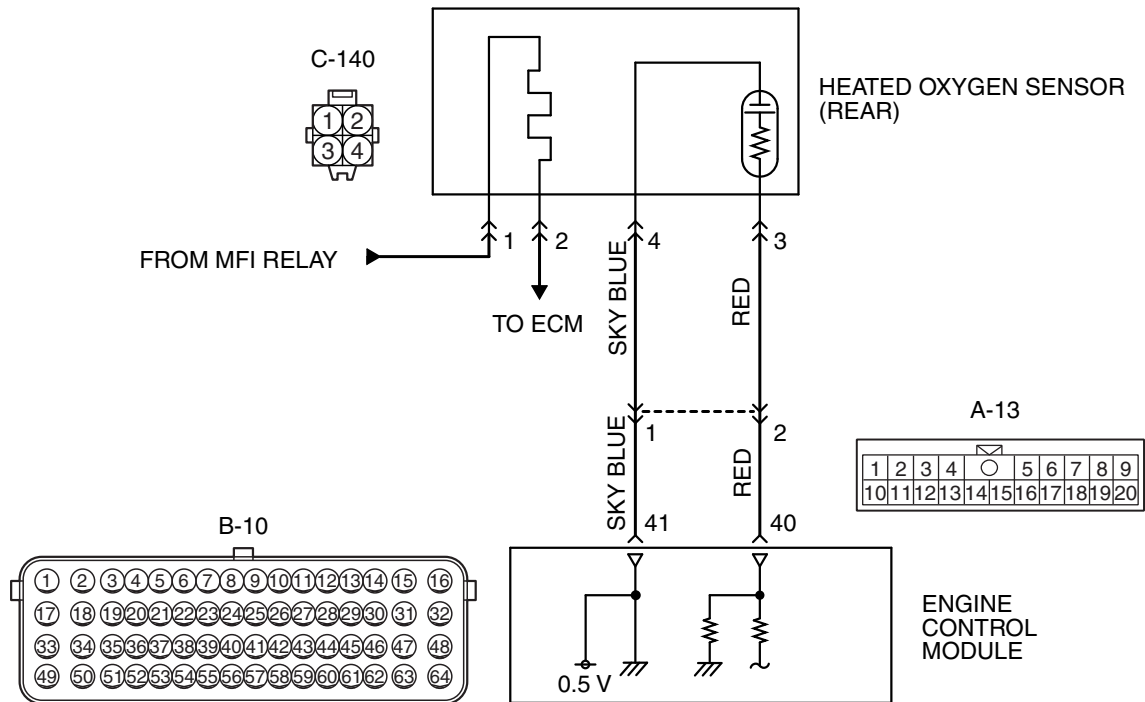 C-140
1 2
3 4
HEATED OXYGEN SENSOR
(REAR)
1
2
4
3
FROM MFI RELAY
TO ECM
SKY BLUE
RED
1
2
SKY BLUE
RED
41
40
A-13
1 2 3 4 5 6 7 8 9
10 11 12 13 14 15 16 17 18 19 20
B-10
1 2 3 4 5 6 7 8 9 10 11 12 13 14 15 16
17 18 19 20 21 22 23 24 25 26 27 28 29 30 31 32
33 34 35 36 37 38 39 40 41 42 43 44 45 46 47 48
49 50 51 52 53 54 55 56 57 58 59 60 61 62 63 64
0.5 V
ENGINE
CONTROL
MODULE